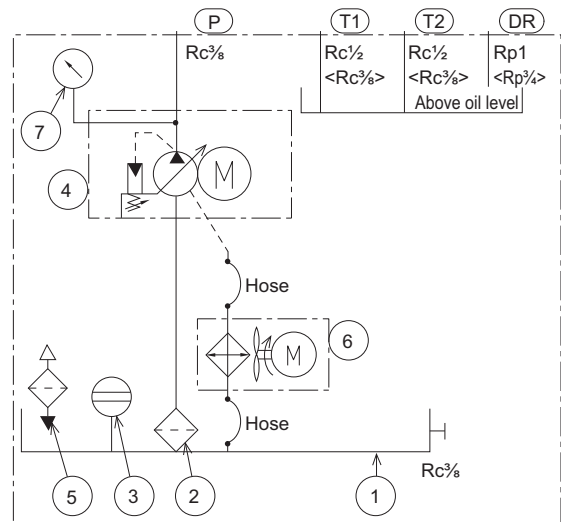 P T1 T2 DR
Rc⅜ Rc½ Rc½ Rp1
<Rc⅜> <Rc⅜> <Rp¾>
Above oil level
7
4
M
Hose
6
M
Hose
Rc⅜
5 3 2 1